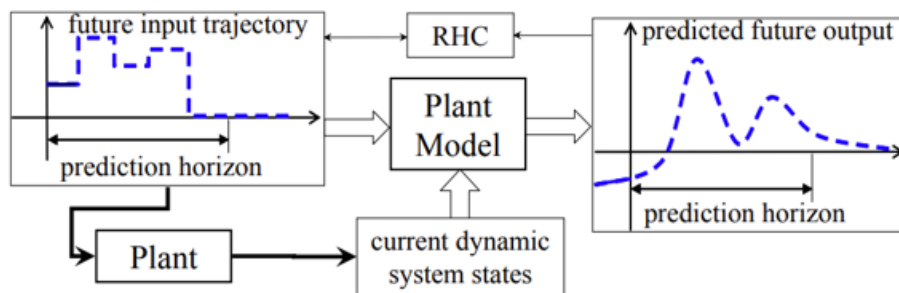 future input trajectory
prediction horizon
RHC
Plant
Model
predicted future output
prediction horizon
Plant
current dynamic
system states